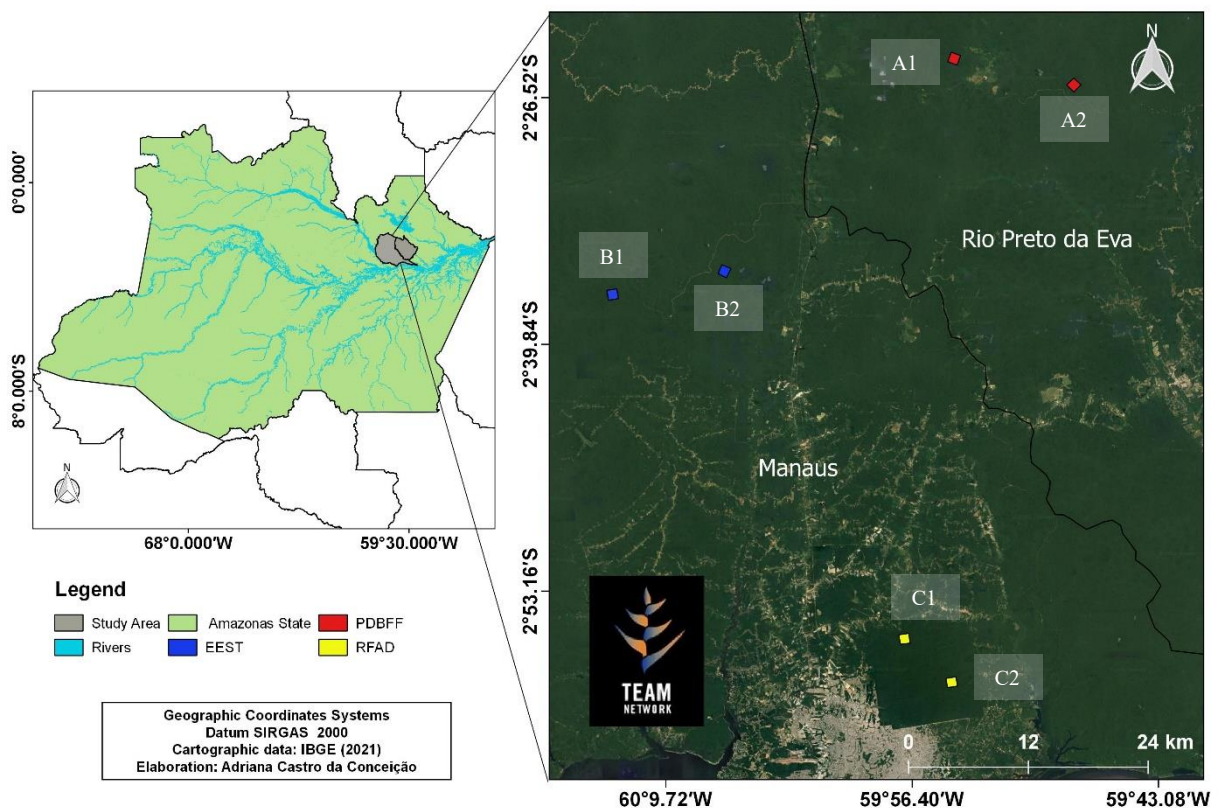 0°0.000'
8°0.000'S
68°0.000'W
59°30.000'W
N
Legend
Study Area
Amazonas State
PDBFF
Rivers
EEST
RFAD
Geographic Coordinates Systems
Datum SIRGAS 2000
Cartographic data: IBGE (2021)
Elaboration: Adriana Castro da Conceição
2°26.52'S
2°39.84'S
2°53.16'S
A1
A2
N
B1
B2
Rio Preto da Eva
Manaus
C1
C2
TEAM
NETWORK
0 12 24 km
60°9.72'W
59°56.40'W
59°43.08'W